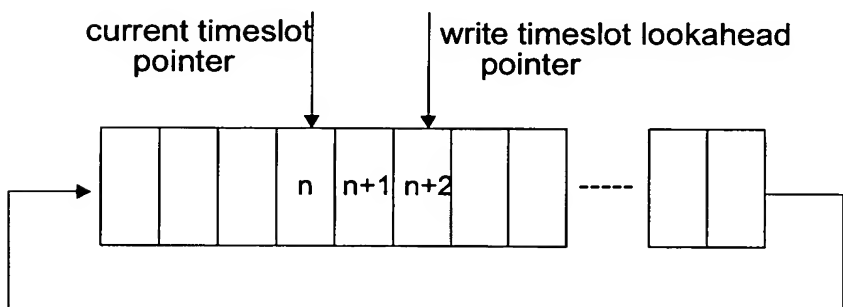 current timeslot
pointer
write timeslot lookahead
pointer
n n+1 n+2